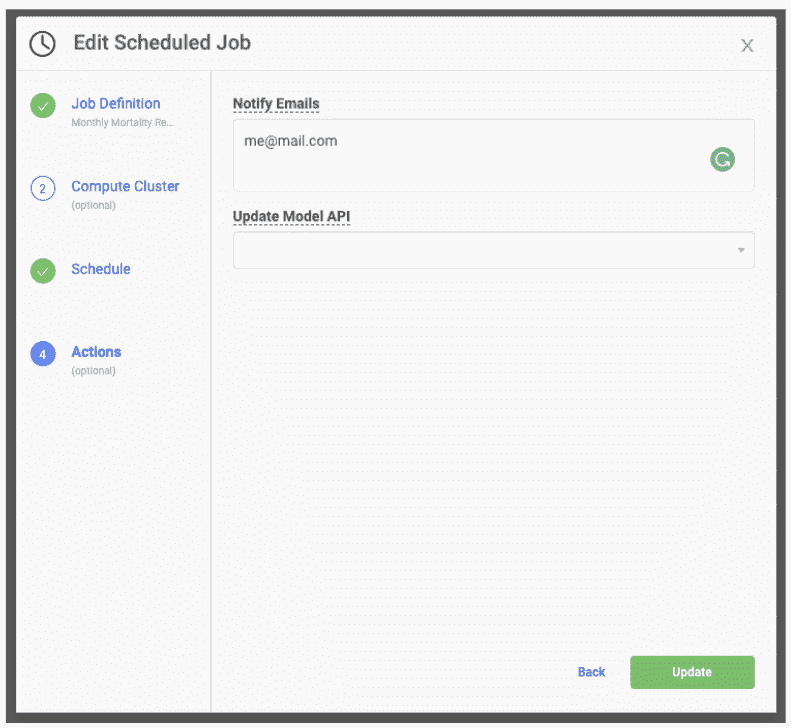 Edit Scheduled Job
X
Job Definition
Monthly Mortality Re...
2
Compute Cluster
(optional)
Schedule
4
Actions
(optional)
Notify Emails
me@mail.com
Update Model API
Back
Update